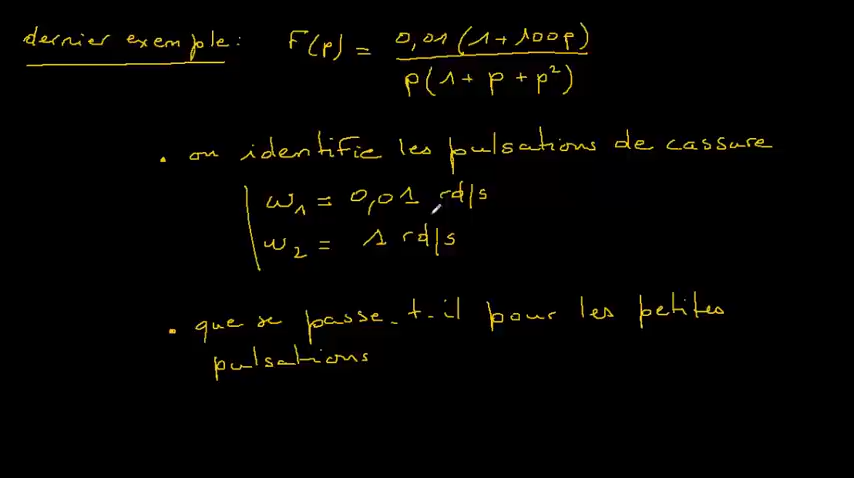 dernier exemple : F(p) = 0,01 (1 + 100p) / p(1 + p + p²)
. on identifie les pulsations de cassure
ω₁ = 0,01 rd/s
ω₂ = 1 rd/s
. que se passe-t-il pour les petites
pulsations